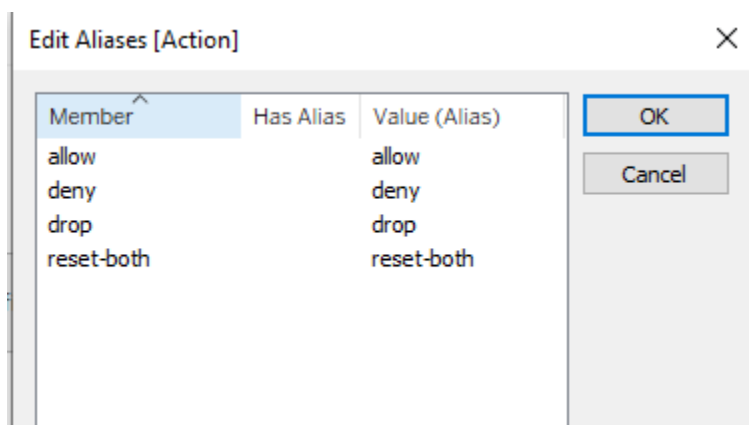 Edit Aliases [Action]
Member Has Alias Value (Alias)
allow allow
deny deny
drop drop
reset-both reset-both
OK
Cancel